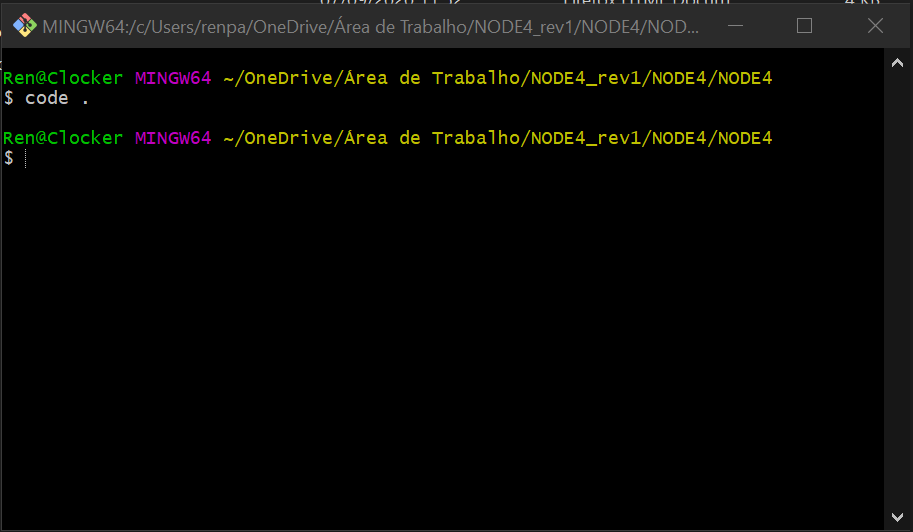 MINGW64:/c/Users/renpa/OneDrive/Área de Trabalho/NODE4_rev1/NODE4/NOD...
Ren@Clocker MINGW64 ~/OneDrive/Área de Trabalho/NODE4_rev1/NODE4/NODE4
$ code .
Ren@Clocker MINGW64 ~/OneDrive/Área de Trabalho/NODE4_rev1/NODE4/NODE4
$